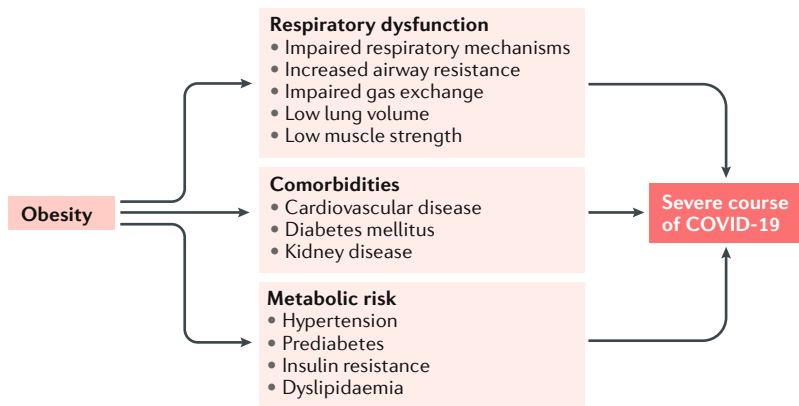 Respiratory dysfunction
• Impaired respiratory mechanisms
• Increased airway resistance
• Impaired gas exchange
• Low lung volume
• Low muscle strength
Obesity
Comorbidities
• Cardiovascular disease
• Diabetes mellitus
• Kidney disease
Severe course
of COVID-19
Metabolic risk
• Hypertension
• Prediabetes
• Insulin resistance
• Dyslipidaemia